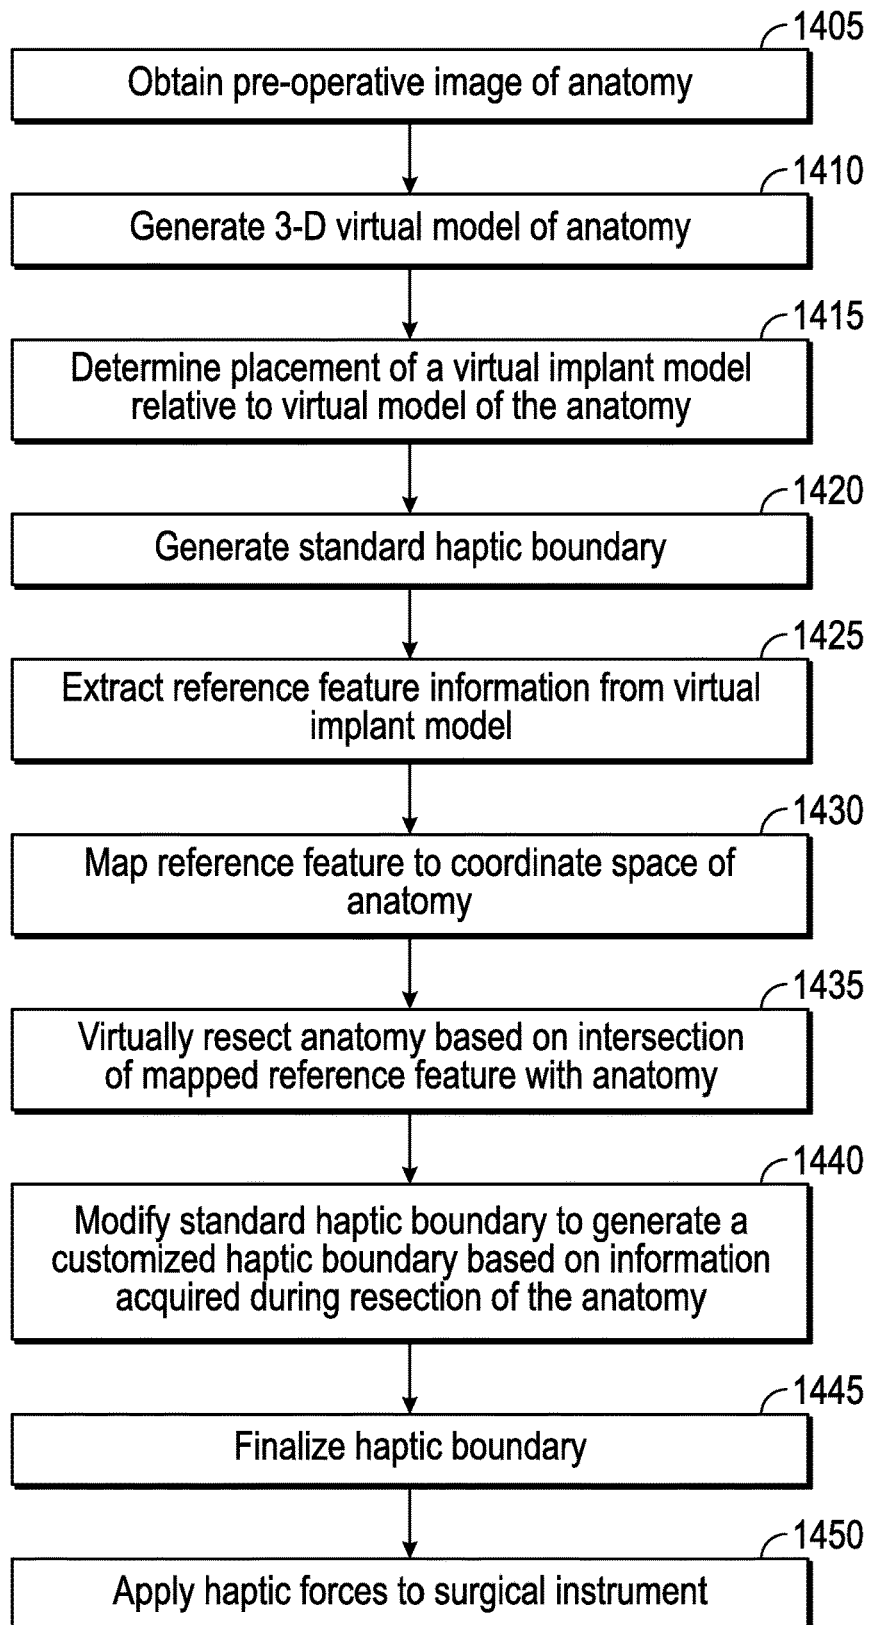 1405
Obtain pre-operative image of anatomy
1410
Generate 3-D virtual model of anatomy
1415
Determine placement of a virtual implant model
relative to virtual model of the anatomy
1420
Generate standard haptic boundary
1425
Extract reference feature information from virtual
implant model
1430
Map reference feature to coordinate space of
anatomy
1435
Virtually resect anatomy based on intersection
of mapped reference feature with anatomy
1440
Modify standard haptic boundary to generate a
customized haptic boundary based on information
acquired during resection of the anatomy
1445
Finalize haptic boundary
1450
Apply haptic forces to surgical instrument